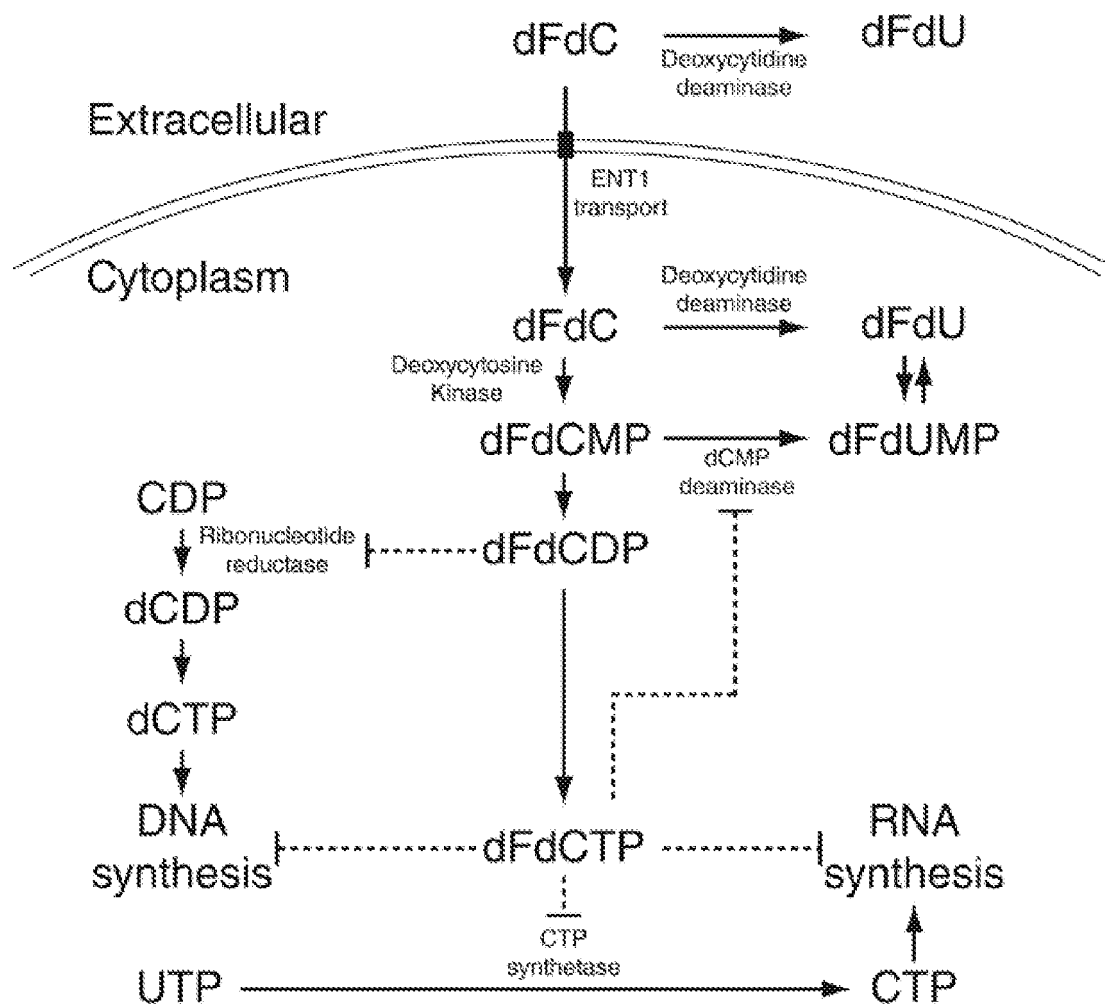 dFdC
dFdU
Deoxycytidine
deaminase
Extracellular
ENT1
transport
Cytoplasm
Deoxycytidine
deaminase
dFdC
dFdU
Deoxycytosine
Kinase
dFdCMP
dFdUMP
dCMP
deaminase
CDP
Ribonucleotide
reductase
dFdCDP
dCDP
dCTP
DNA
synthesis
dFdCTP
RNA
synthesis
CTP
synthetase
UTP
CTP